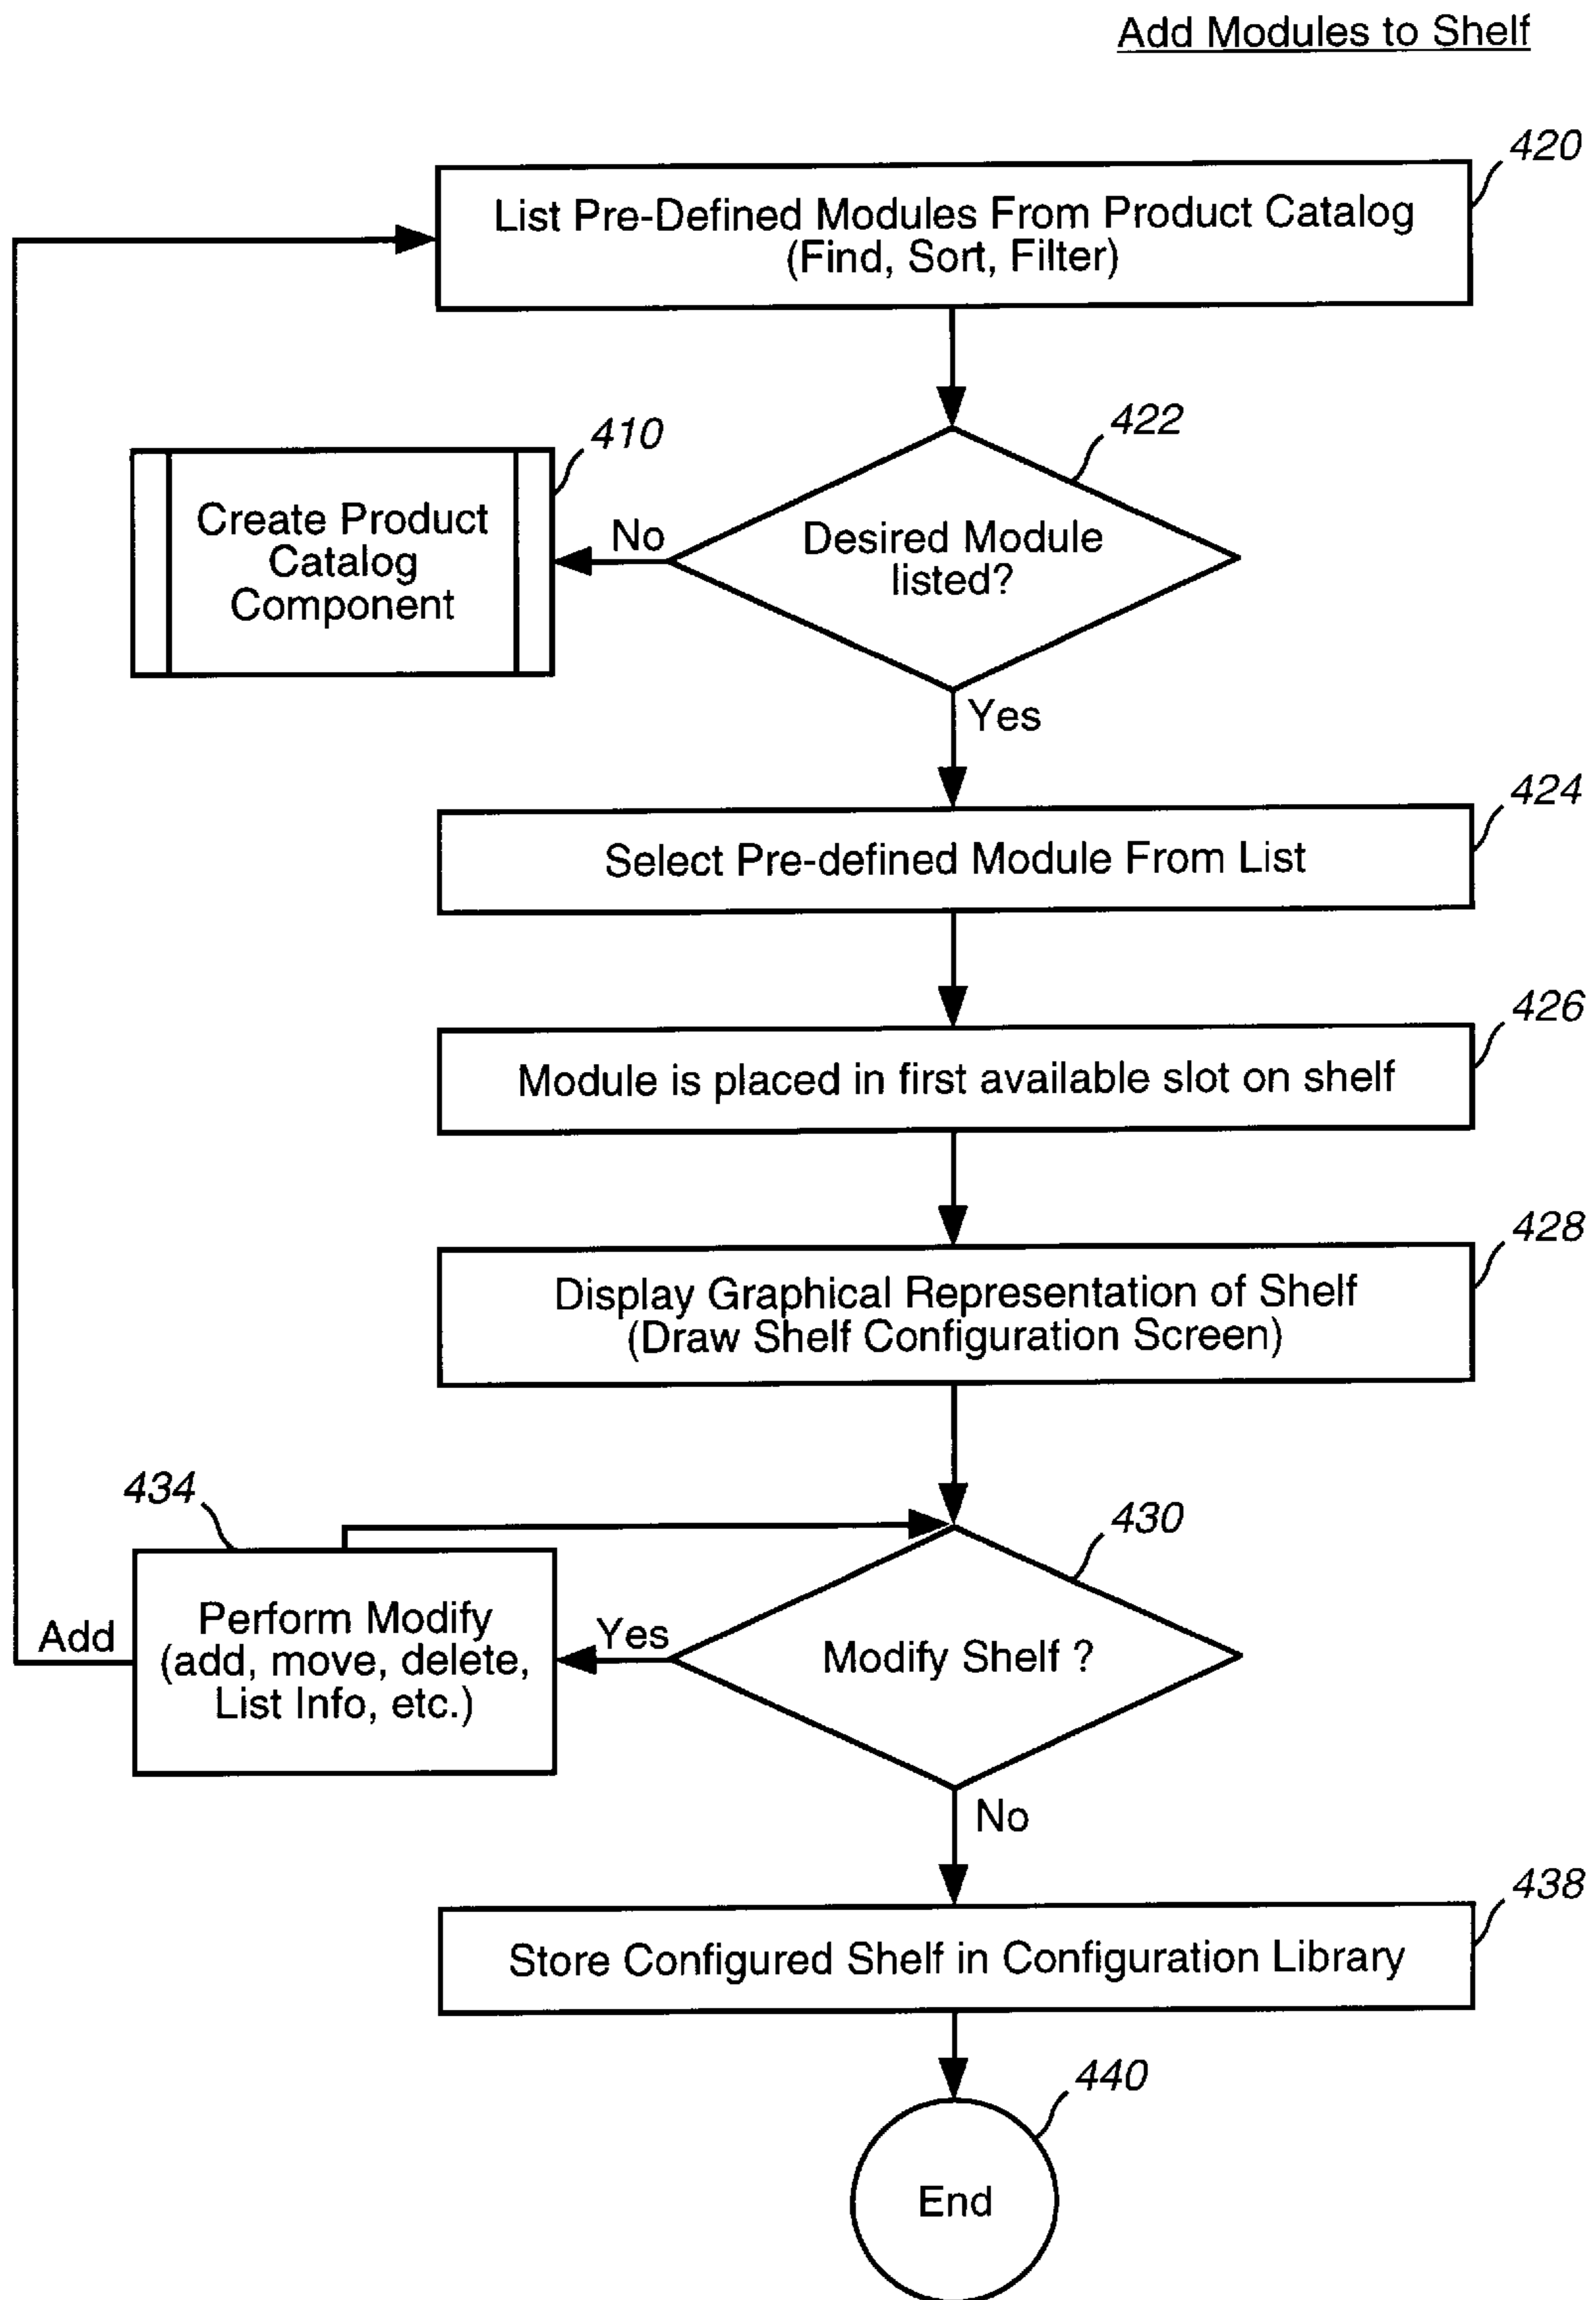 Add Modules to Shelf
420
List Pre-Defined Modules From Product Catalog
(Find, Sort, Filter)
410
422
Create Product
Catalog
Component
No
Desired Module
listed?
Yes
424
Select Pre-defined Module From List
426
Module is placed in first available slot on shelf
428
Display Graphical Representation of Shelf
(Draw Shelf Configuration Screen)
434
430
Add
Perform Modify
(add, move, delete,
List Info, etc.)
Yes
Modify Shelf ?
No
438
Store Configured Shelf in Configuration Library
440
End